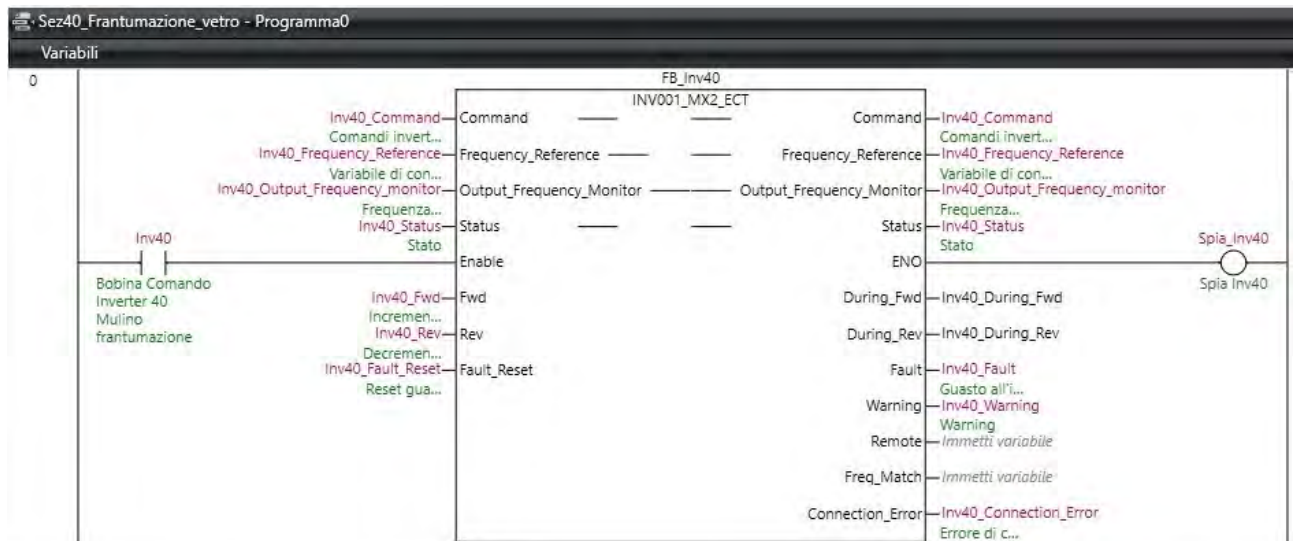 Sez40_Frantumazione_vetro - Programma0
Variabili
0
FB_Inv40
INV001_MX2_ECT
Inv40_Command Command Command Inv40_Command
Comandi invert... Comandi invert...
Inv40_Frequency_Reference Frequency_Reference Frequency_Reference Inv40_Frequency_Reference
Variabile di con... Variabile di con...
Inv40_Output_Frequency_monitor Output_Frequency_Monitor Output_Frequency_Monitor Inv40_Output_Frequency_monitor
Frequenza... Frequenza...
Inv40_Status Status Status Inv40_Status
Stato Stato
Inv40 Spia_Inv40
Enable ENO
Bobina Comando Spia Inv40
Inverter 40
Mulino
frantumazione
Inv40_Fwd Fwd During_Fwd Inv40_During_Fwd
Incremen...
Inv40_Rev Rev During_Rev Inv40_During_Rev
Decremen...
Inv40_Fault_Reset Fault_Reset Fault Inv40_Fault
Reset gua... Guasto all'i...
Warning Inv40_Warning
Warning
Remote Immetti variabile
Freq_Match Immetti variabile
Connection_Error Inv40_Connection_Error
Errore di c...